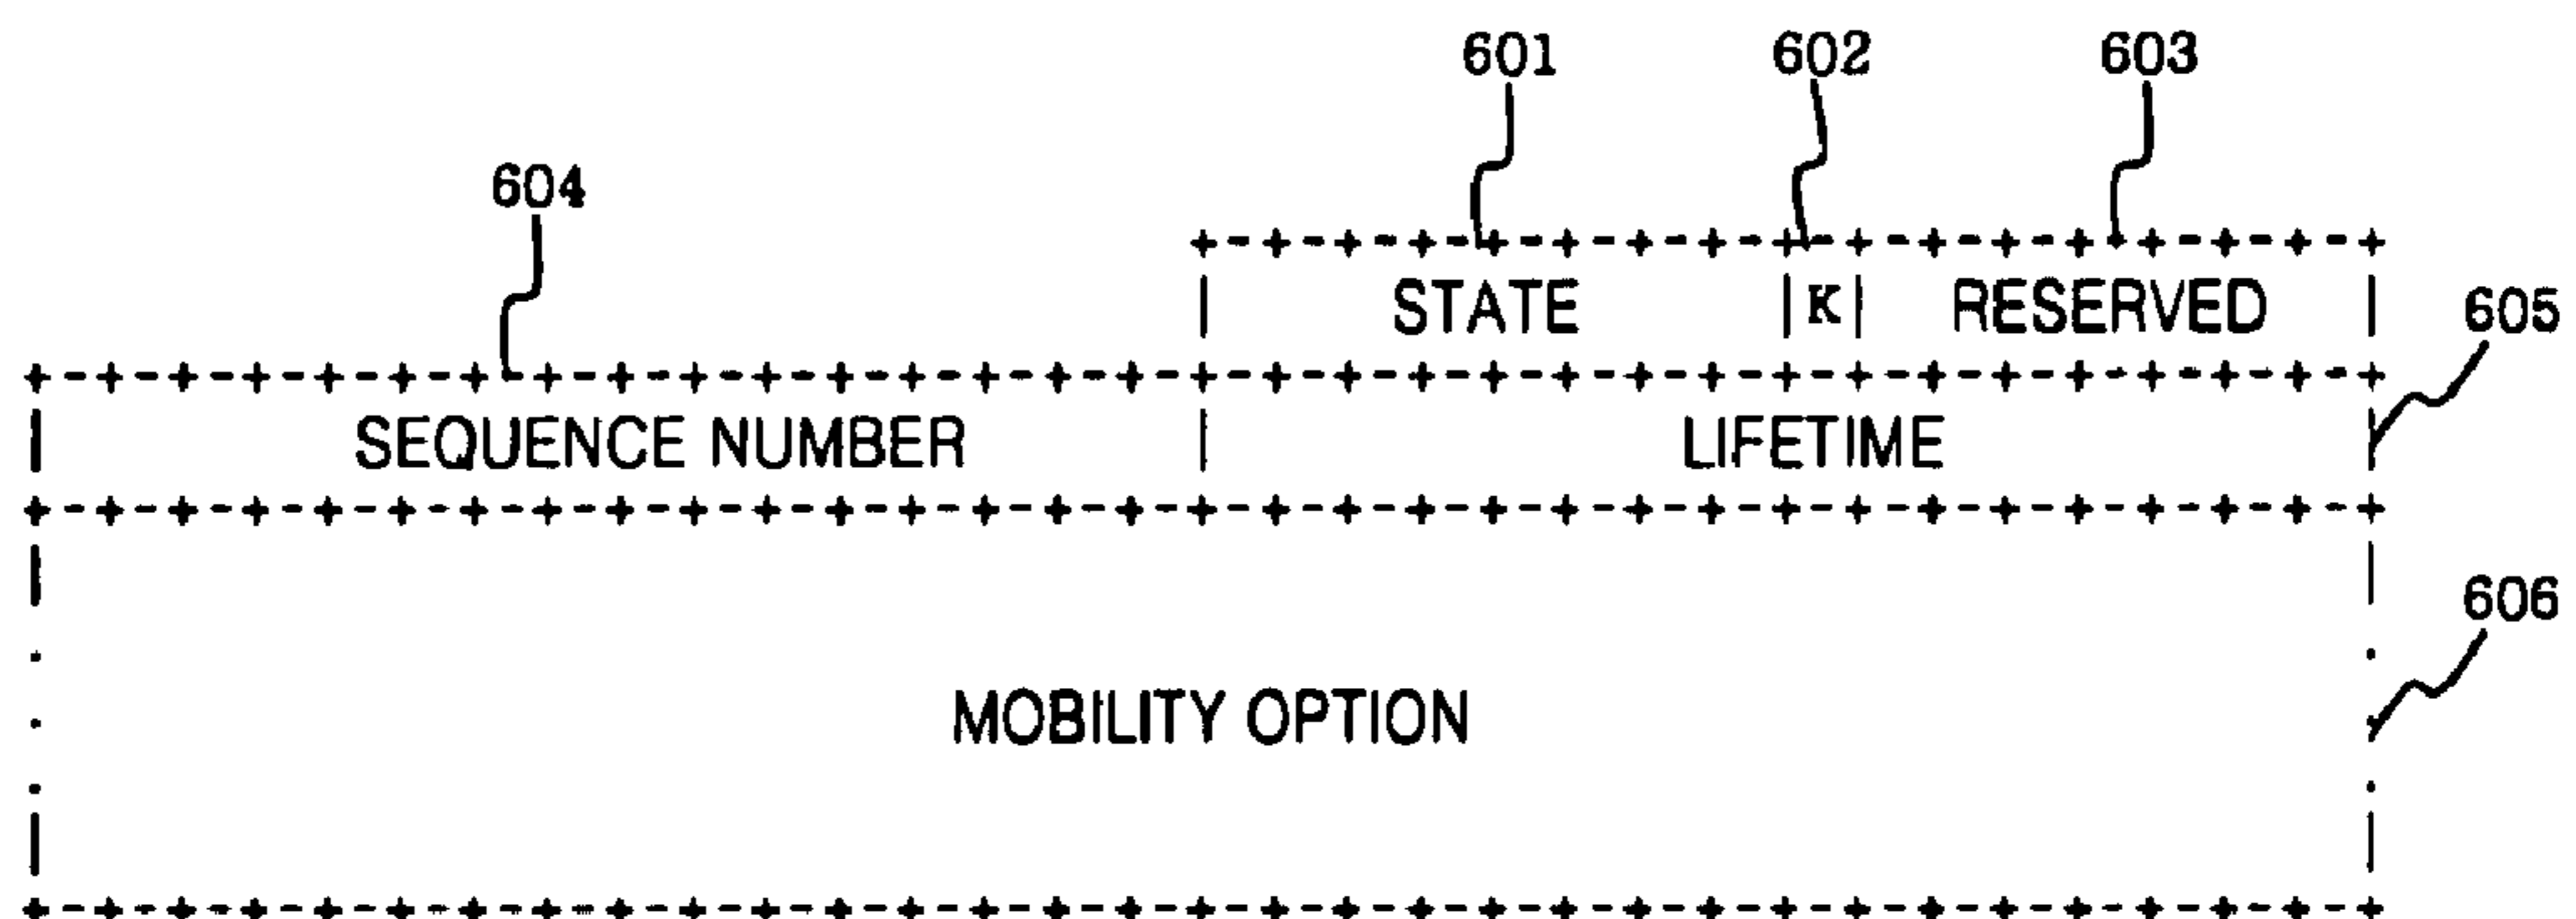 601 602 603
604
STATE |K| RESERVED
605
SEQUENCE NUMBER | LIFETIME
606
MOBILITY OPTION